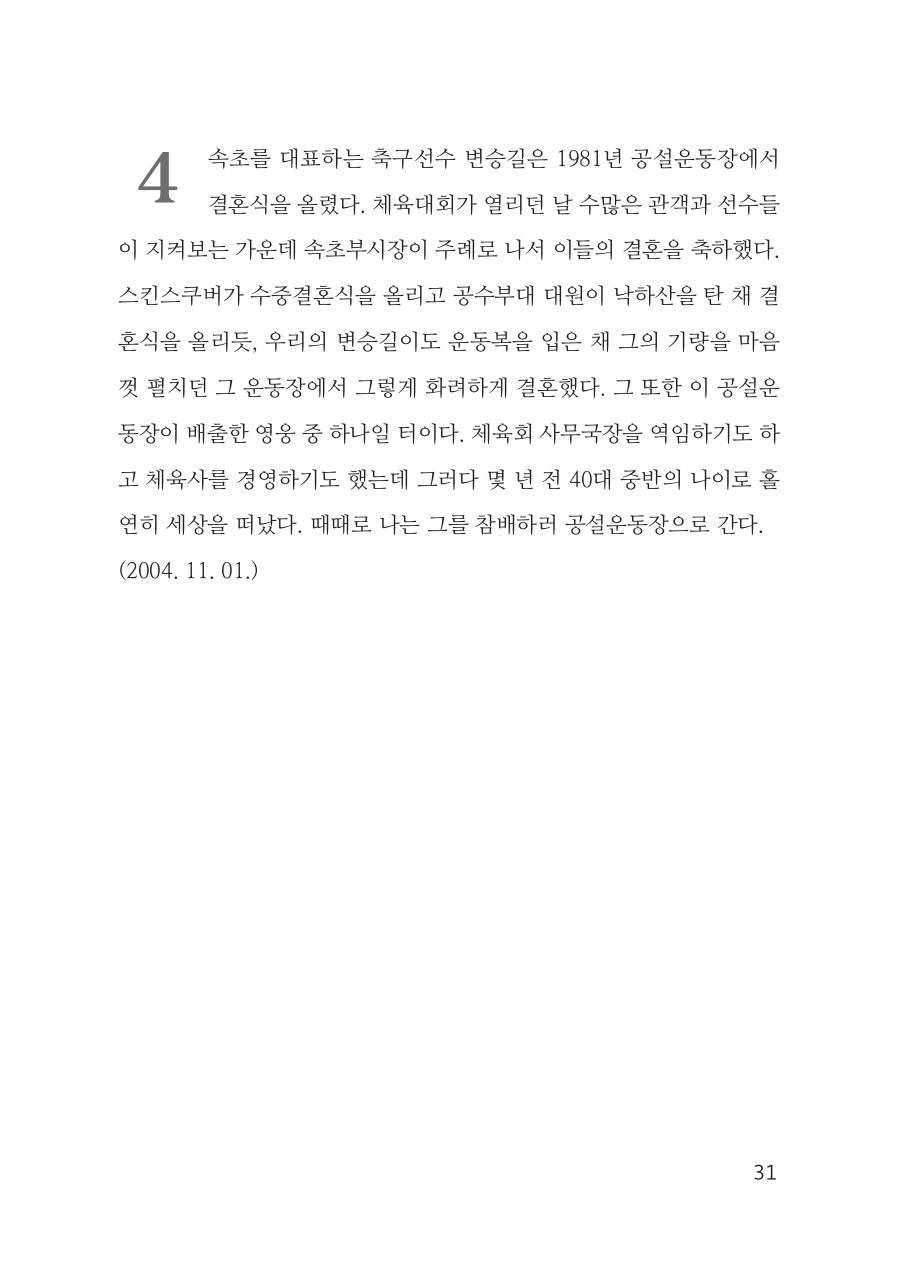 4
속초를 대표하는 축구선수 변승길은 1981년 공설운동장에서
결혼식을 올렸다. 체육대회가 열리던 날 수많은 관객과 선수들
이 지켜보는 가운데 속초부시장이 주례로 나서 이들의 결혼을 축하했다.
스킨스쿠버가 수중결혼식을 올리고 공수부대 대원이 낙하산을 탄 채 결
혼식을 올리듯, 우리의 변승길이도 운동복을 입은 채 그의 기량을 마음
껏 펼치던 그 운동장에서 그렇게 화려하게 결혼했다. 그 또한 이 공설운
동장이 배출한 영웅 중 하나일 터이다. 체육회 사무국장을 역임하기도 하
고 체육사를 경영하기도 했는데 그러다 몇 년 전 40대 중반의 나이로 홀
연히 세상을 떠났다. 때때로 나는 그를 참배하러 공설운동장으로 간다.
(2004. 11. 01.)
31